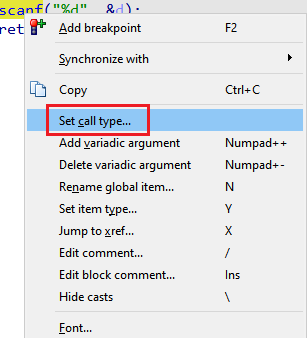 scanf("%d", &d);
ret
Add breakpoint F2
Synchronize with
Copy Ctrl+C
Set call type...
Add variadic argument Numpad++
Delete variadic argument Numpad+-
Rename global item... N
Set item type... Y
Jump to xref... X
Edit comment... /
Edit block comment... Ins
Hide casts \
Font...